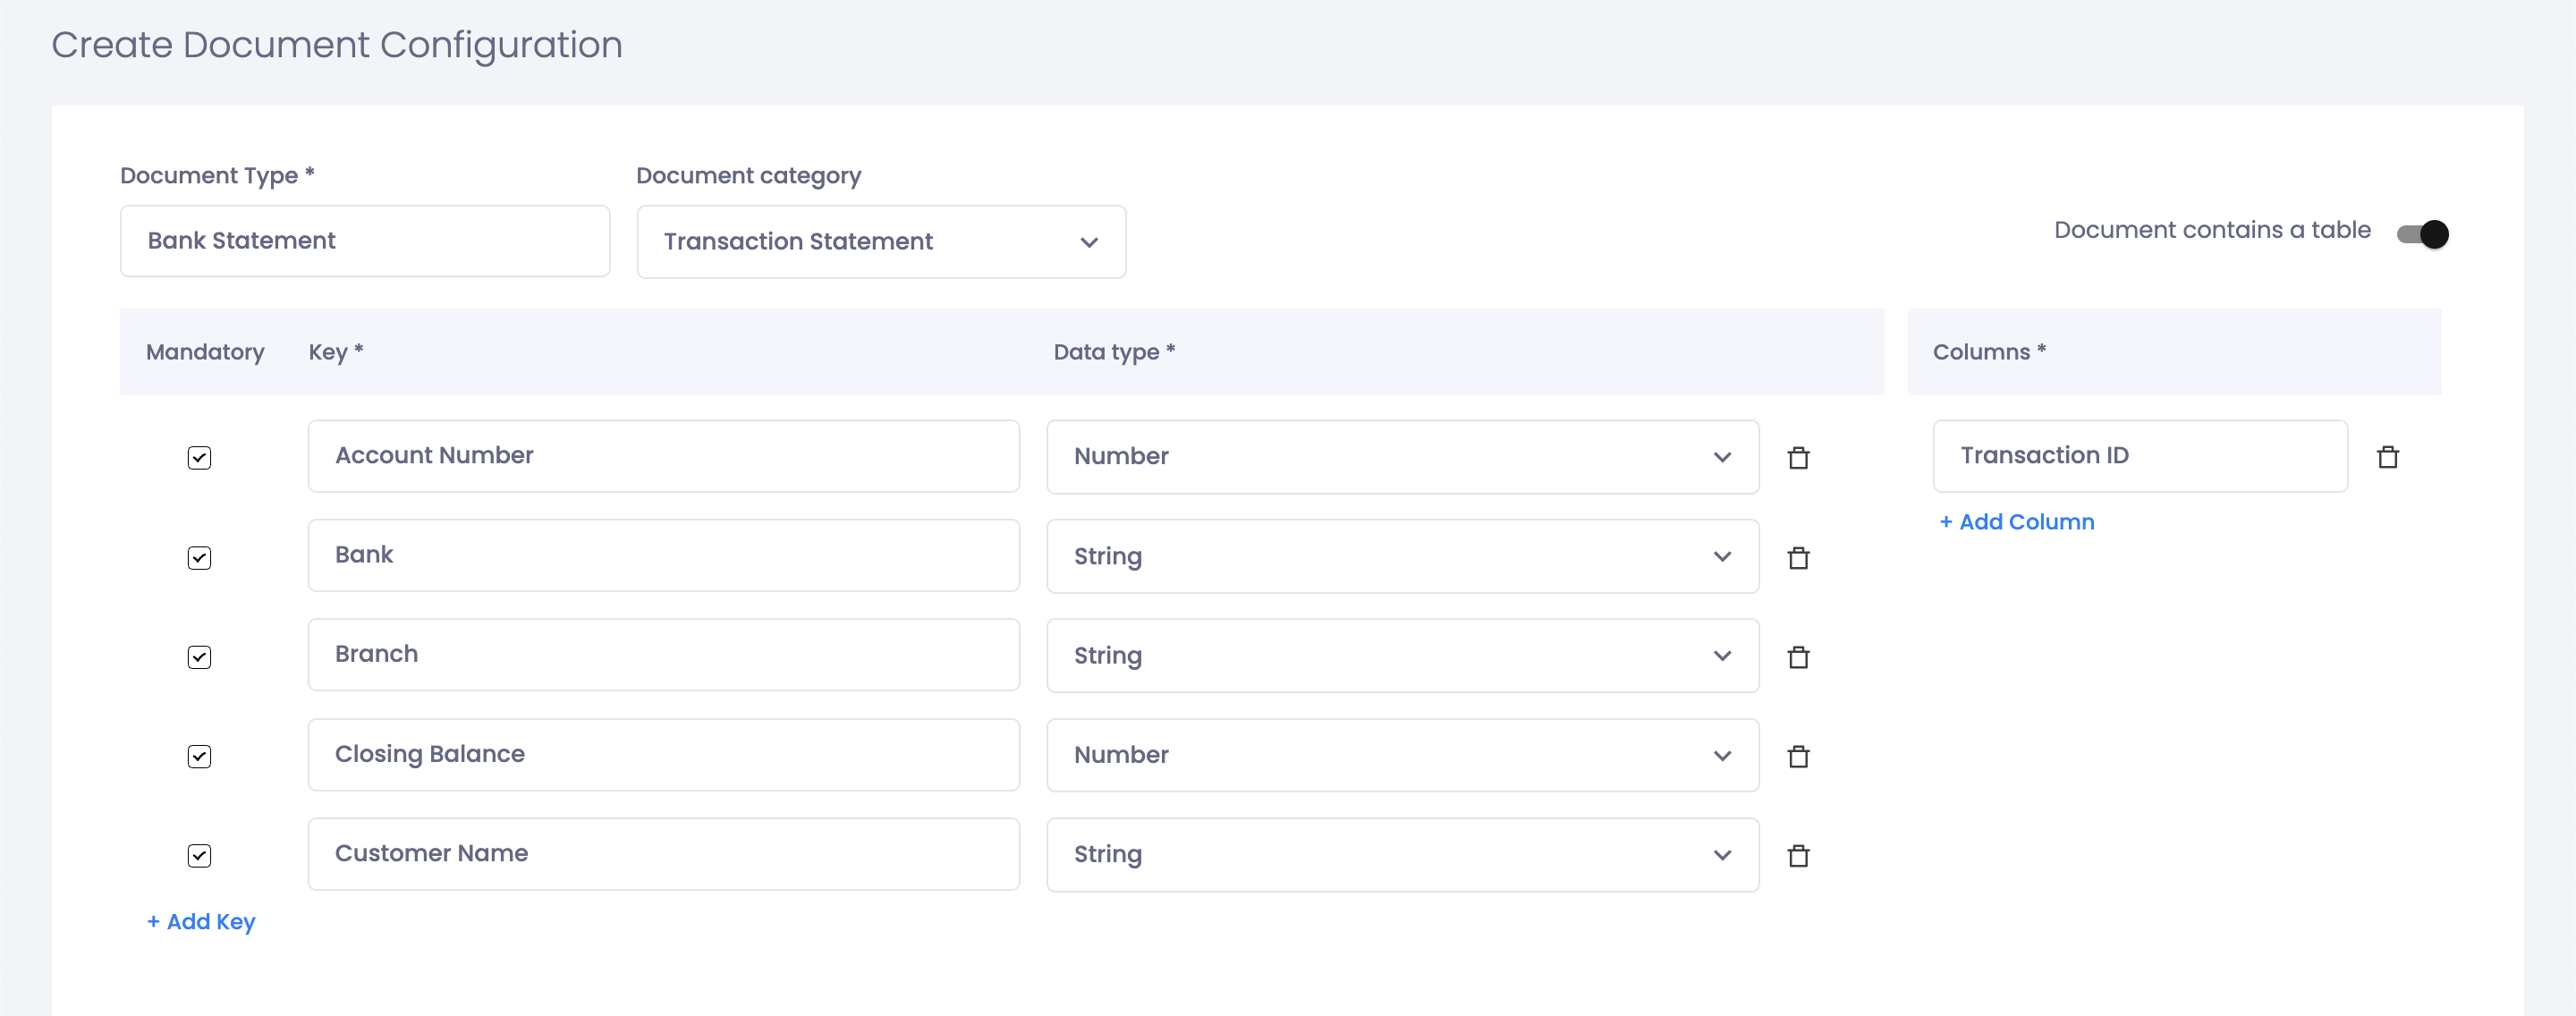 Create Document Configuration
Document Type * Document category
Bank Statement Transaction Statement Document contains a table
Mandatory Key * Data type * Columns *
Account Number Number Transaction ID
+ Add Column
Bank String
Branch String
Closing Balance Number
Customer Name String
+ Add Key